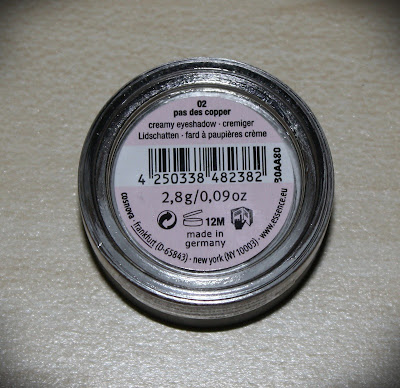 02
pas des copper
creamy eyeshadow · cremiger
Lidschatten · fard à paupières crème
4 250338 482382
30AA80
2,8g/0,09oz
12M
made in
germany
cosnova · frankfurt (D-65843) · new york (NY 10003) · www.essence.eu